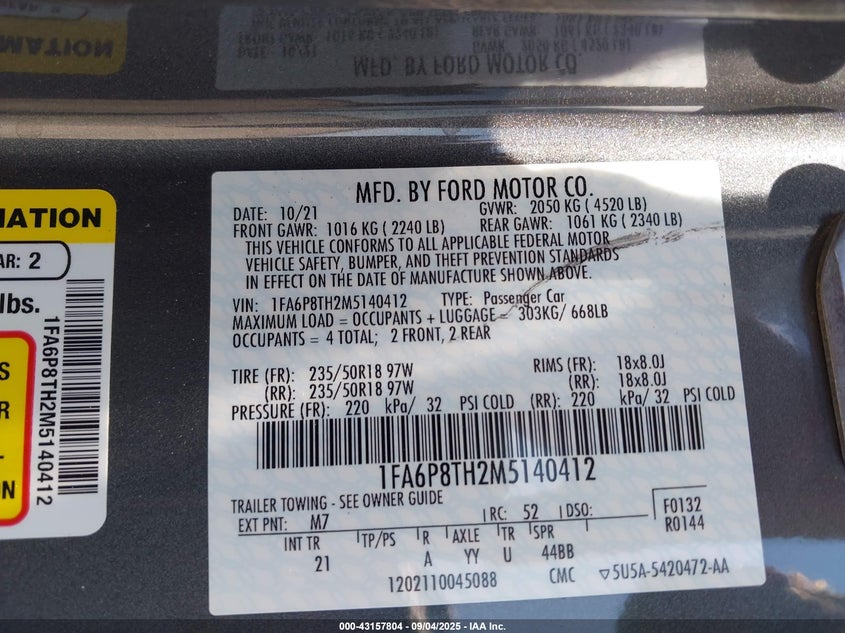 MFD. BY FORD MOTOR CO.
DATE: 10/21 GVWR: 2050 KG ( 4520 LB)
FRONT GAWR: 1016 KG ( 2240 LB) REAR GAWR: 1061 KG ( 2340 LB)
THIS VEHICLE CONFORMS TO ALL APPLICABLE FEDERAL MOTOR
VEHICLE SAFETY, BUMPER, AND THEFT PREVENTION STANDARDS
IN EFFECT ON THE DATE OF MANUFACTURE SHOWN ABOVE.
VIN: 1FA6P8TH2M5140412 TYPE: Passenger Car
MAXIMUM LOAD = OCCUPANTS + LUGGAGE = 303KG/ 668LB
OCCUPANTS = 4 TOTAL; 2 FRONT, 2 REAR
TIRE (FR): 235/50R18 97W RIMS (FR): 18x8.0J
(RR): 235/50R18 97W (RR): 18x8.0J
PRESSURE (FR): 220 kPa/ 32 PSI COLD (RR): 220 kPa/ 32 PSI COLD
1FA6P8TH2M5140412
TRAILER TOWING - SEE OWNER GUIDE
EXT PNT: M7 RC: 52 DSO: F0132
R0144
INT TR TP/PS R AXLE TR SPR
21 A YY U 44BB
1202110045088 CMC ▽5U5A-5420472-AA
MATION
AR: 2
lbs.
1FA6P8TH2M5140412
S
R
L
ON
000-43157804 - 09/04/2025 - IAA Inc.